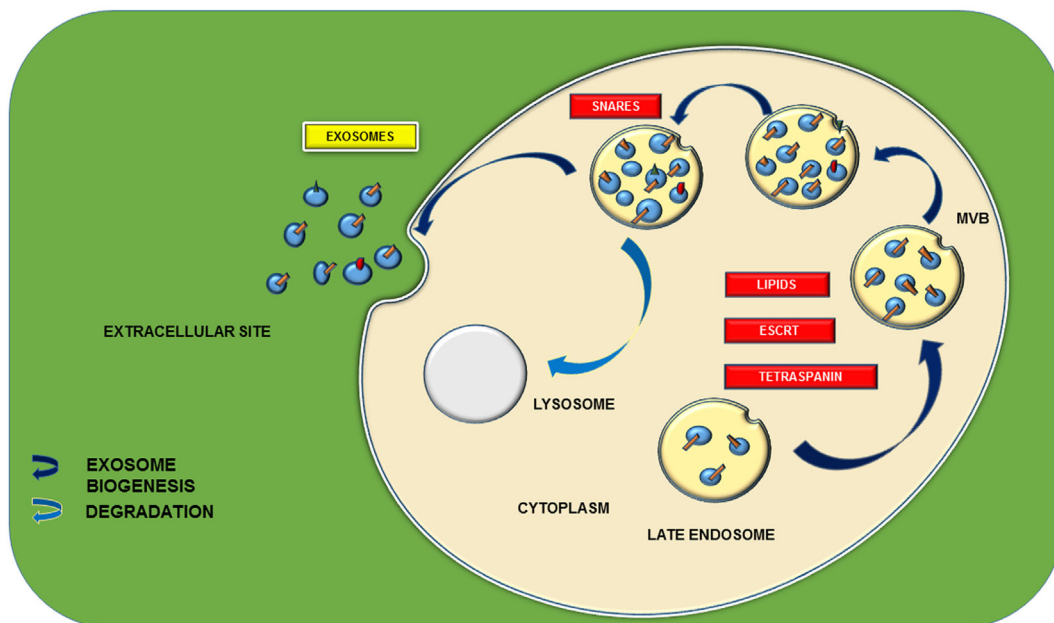 SNARES
EXOSOMES
MVB
LIPIDS
ESCRT
EXTRACELLULAR SITE
TETRASPANIN
LYSOSOME
EXOSOME
BIOGENESIS
DEGRADATION
CYTOPLASM
LATE ENDOSOME